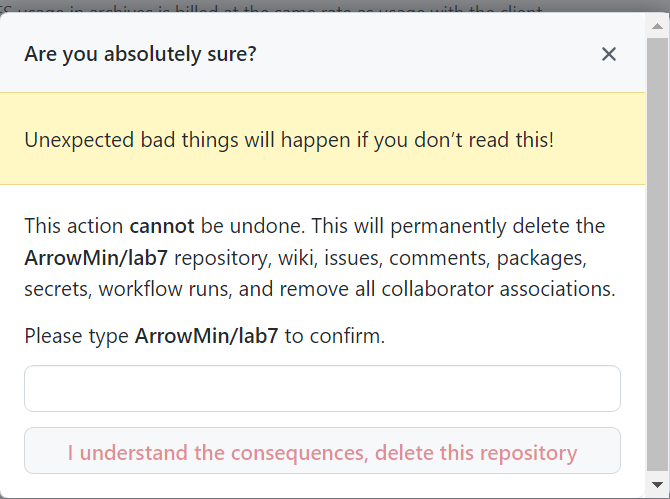 usage in archives is billed at the same rate as usage with the client
Are you absolutely sure?
Unexpected bad things will happen if you don’t read this!
This action cannot be undone. This will permanently delete the
ArrowMin/lab7 repository, wiki, issues, comments, packages,
secrets, workflow runs, and remove all collaborator associations.
Please type ArrowMin/lab7 to confirm.
I understand the consequences, delete this repository